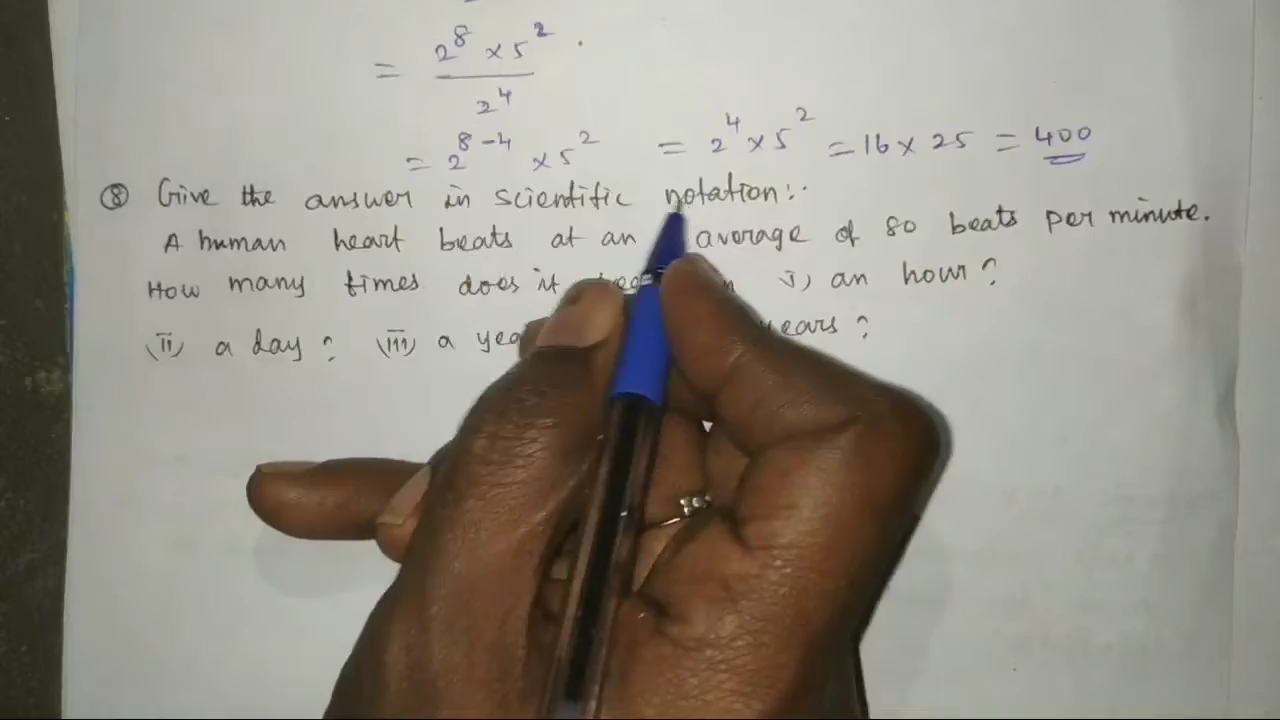 = 2^8 × 5^2 / 2^4
= 2^(8-4) × 5^2 = 2^4 × 5^2 = 16 × 25 = 400
⑧ Give the answer in scientific notation:.
A human heart beats at an average of 80 beats per minute.
How many times does it i) an hour?
(ii) a day? (iii) a years?